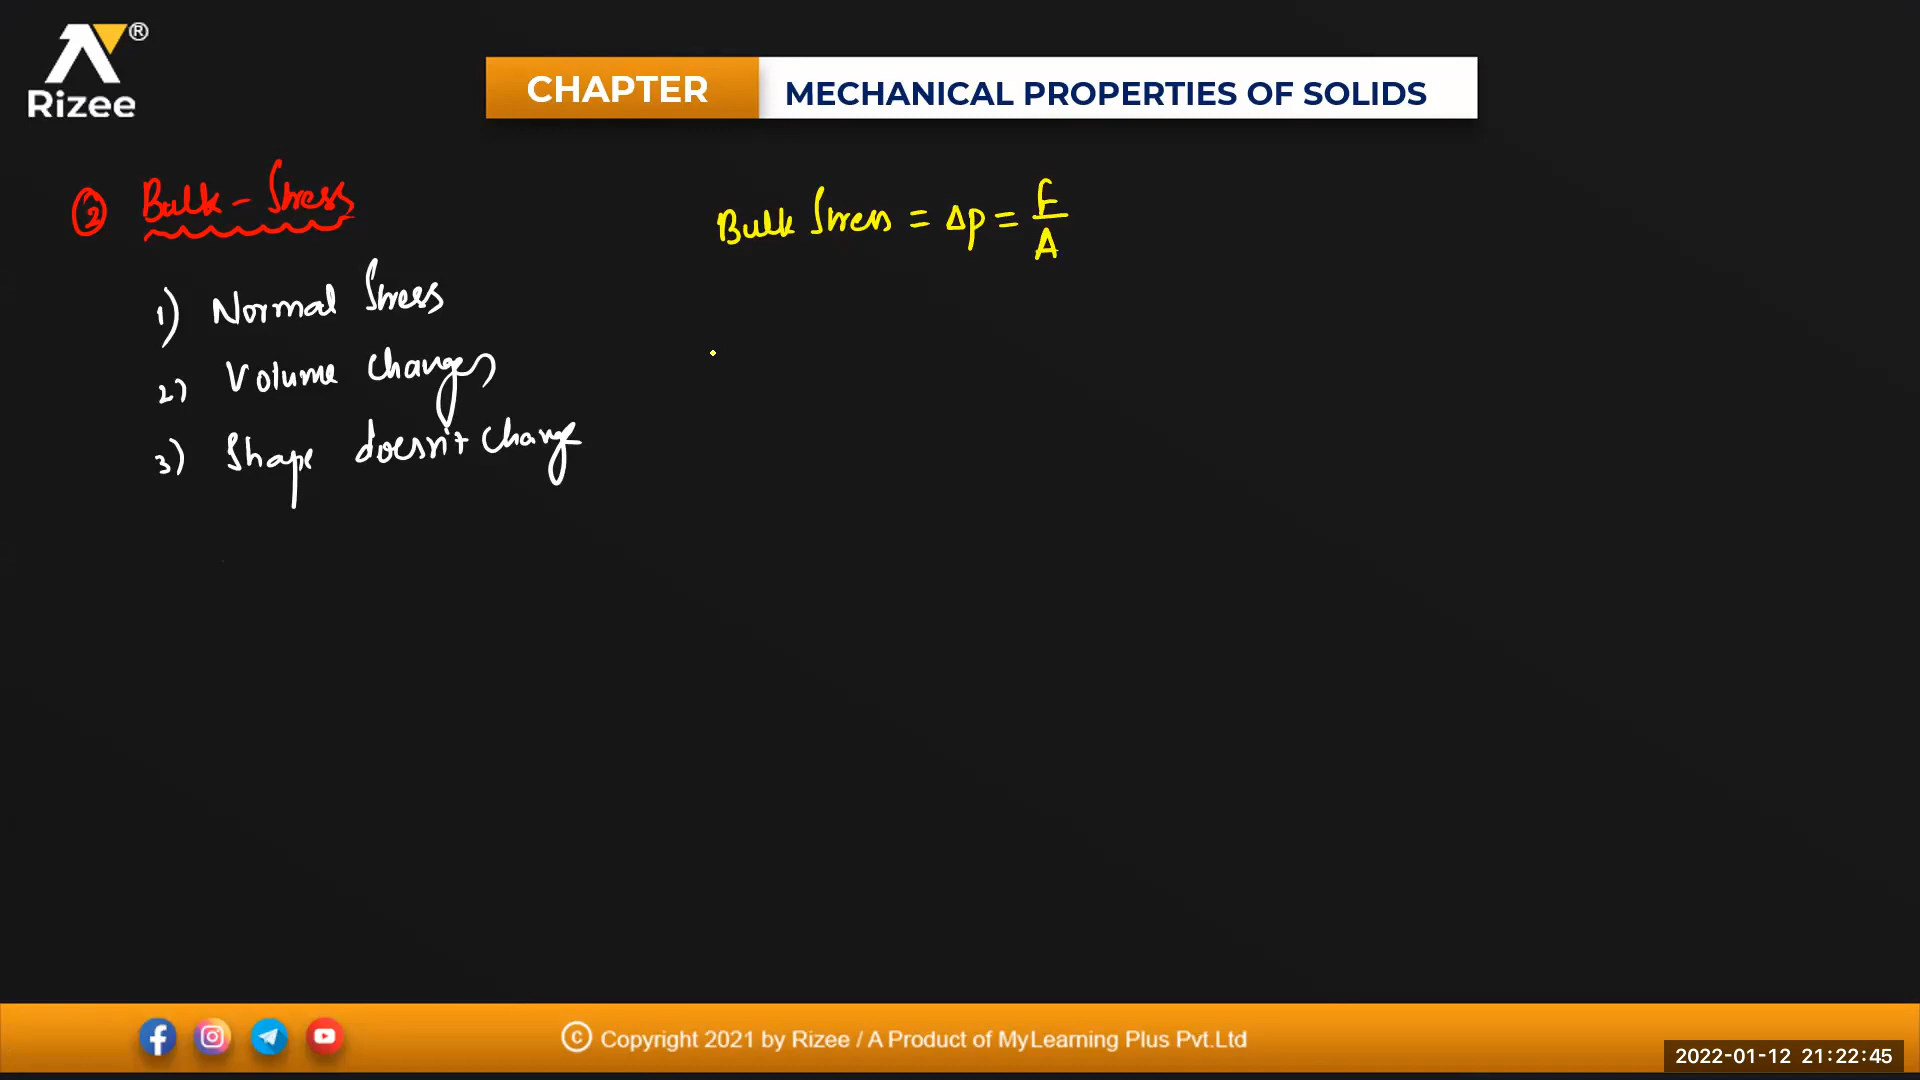 Rizee®
CHAPTER MECHANICAL PROPERTIES OF SOLIDS
② Bulk - Stress
1) Normal Stress
2) Volume Changes
3) Shape doesn't change
Bulk Stress = Δp = F/A
© Copyright 2021 by Rizee / A Product of MyLearning Plus Pvt.Ltd
2022-01-12 21:22:45